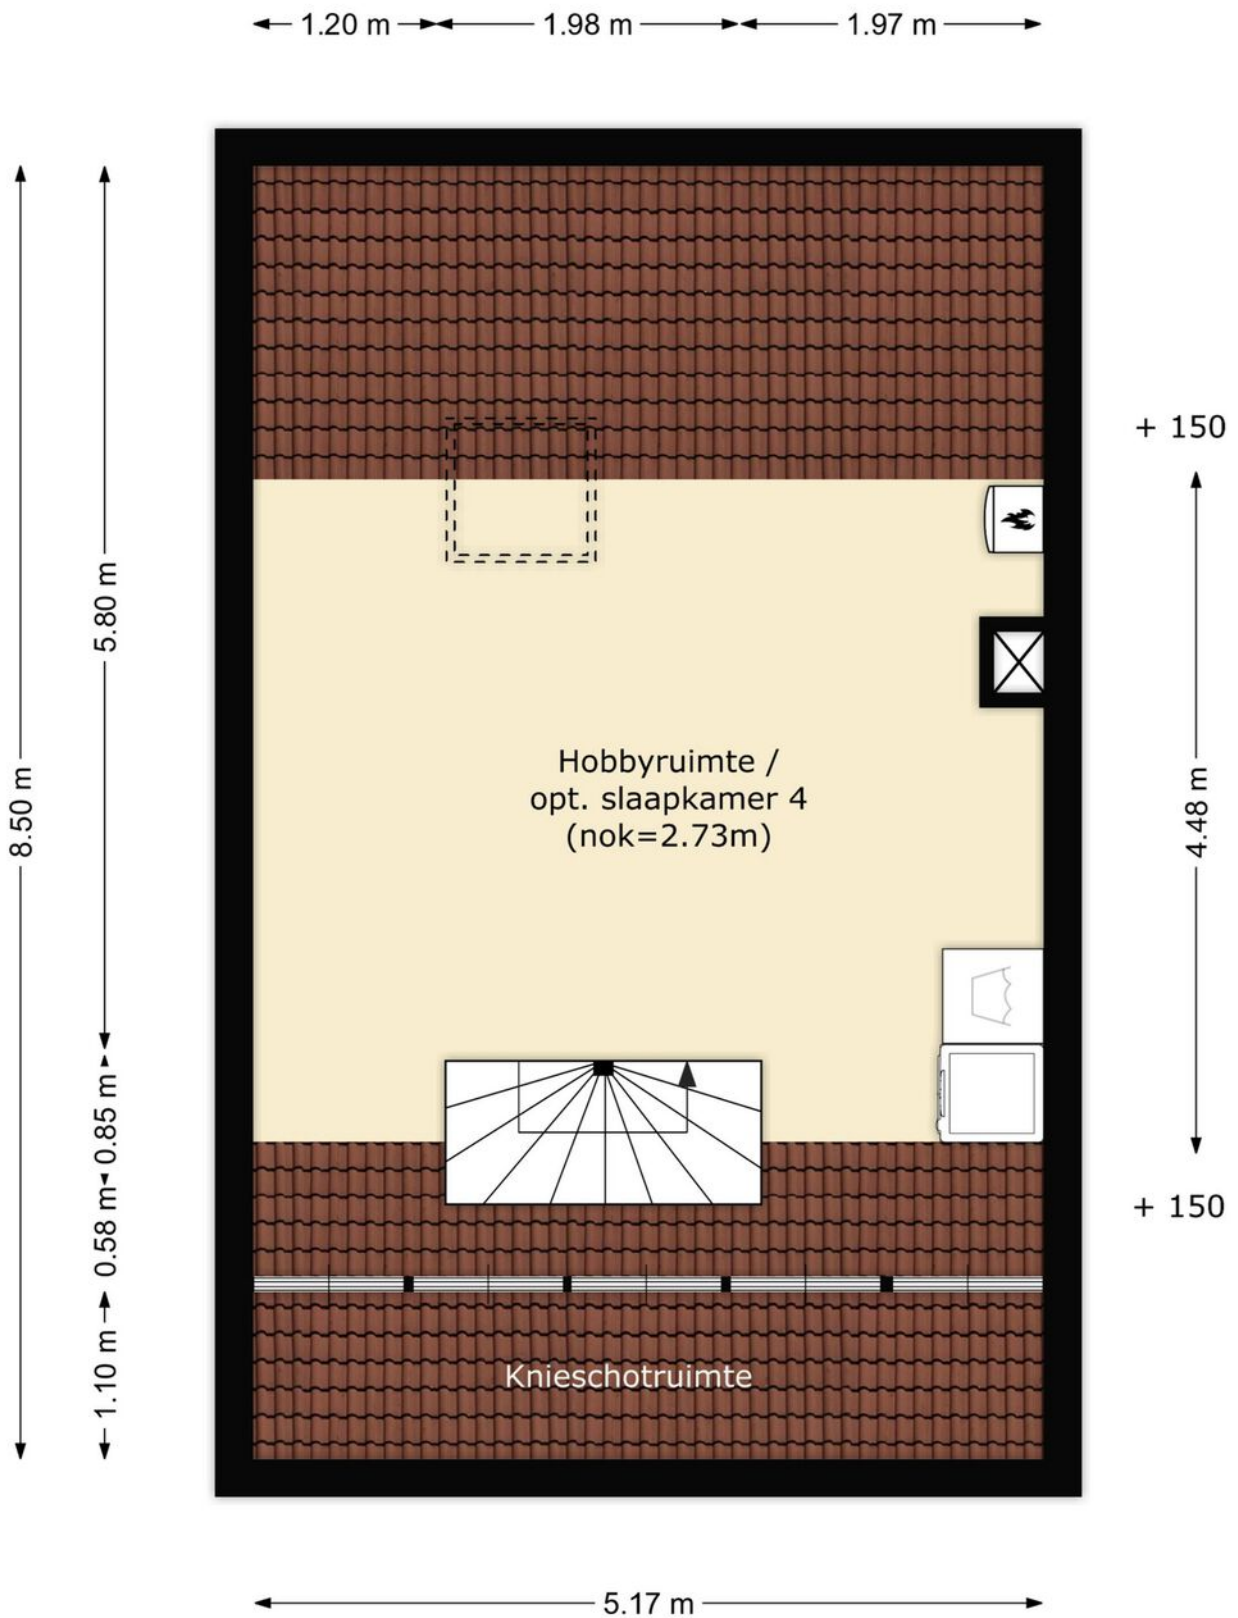 1.20 m
1.98 m
1.97 m
+ 150
5.80 m
8.50 m
Hobbyruimte /
opt. slaapkamer 4
(nok=2.73m)
4.48 m
0.85 m
0.58 m
+ 150
1.10 m
Knieschotruimte
5.17 m